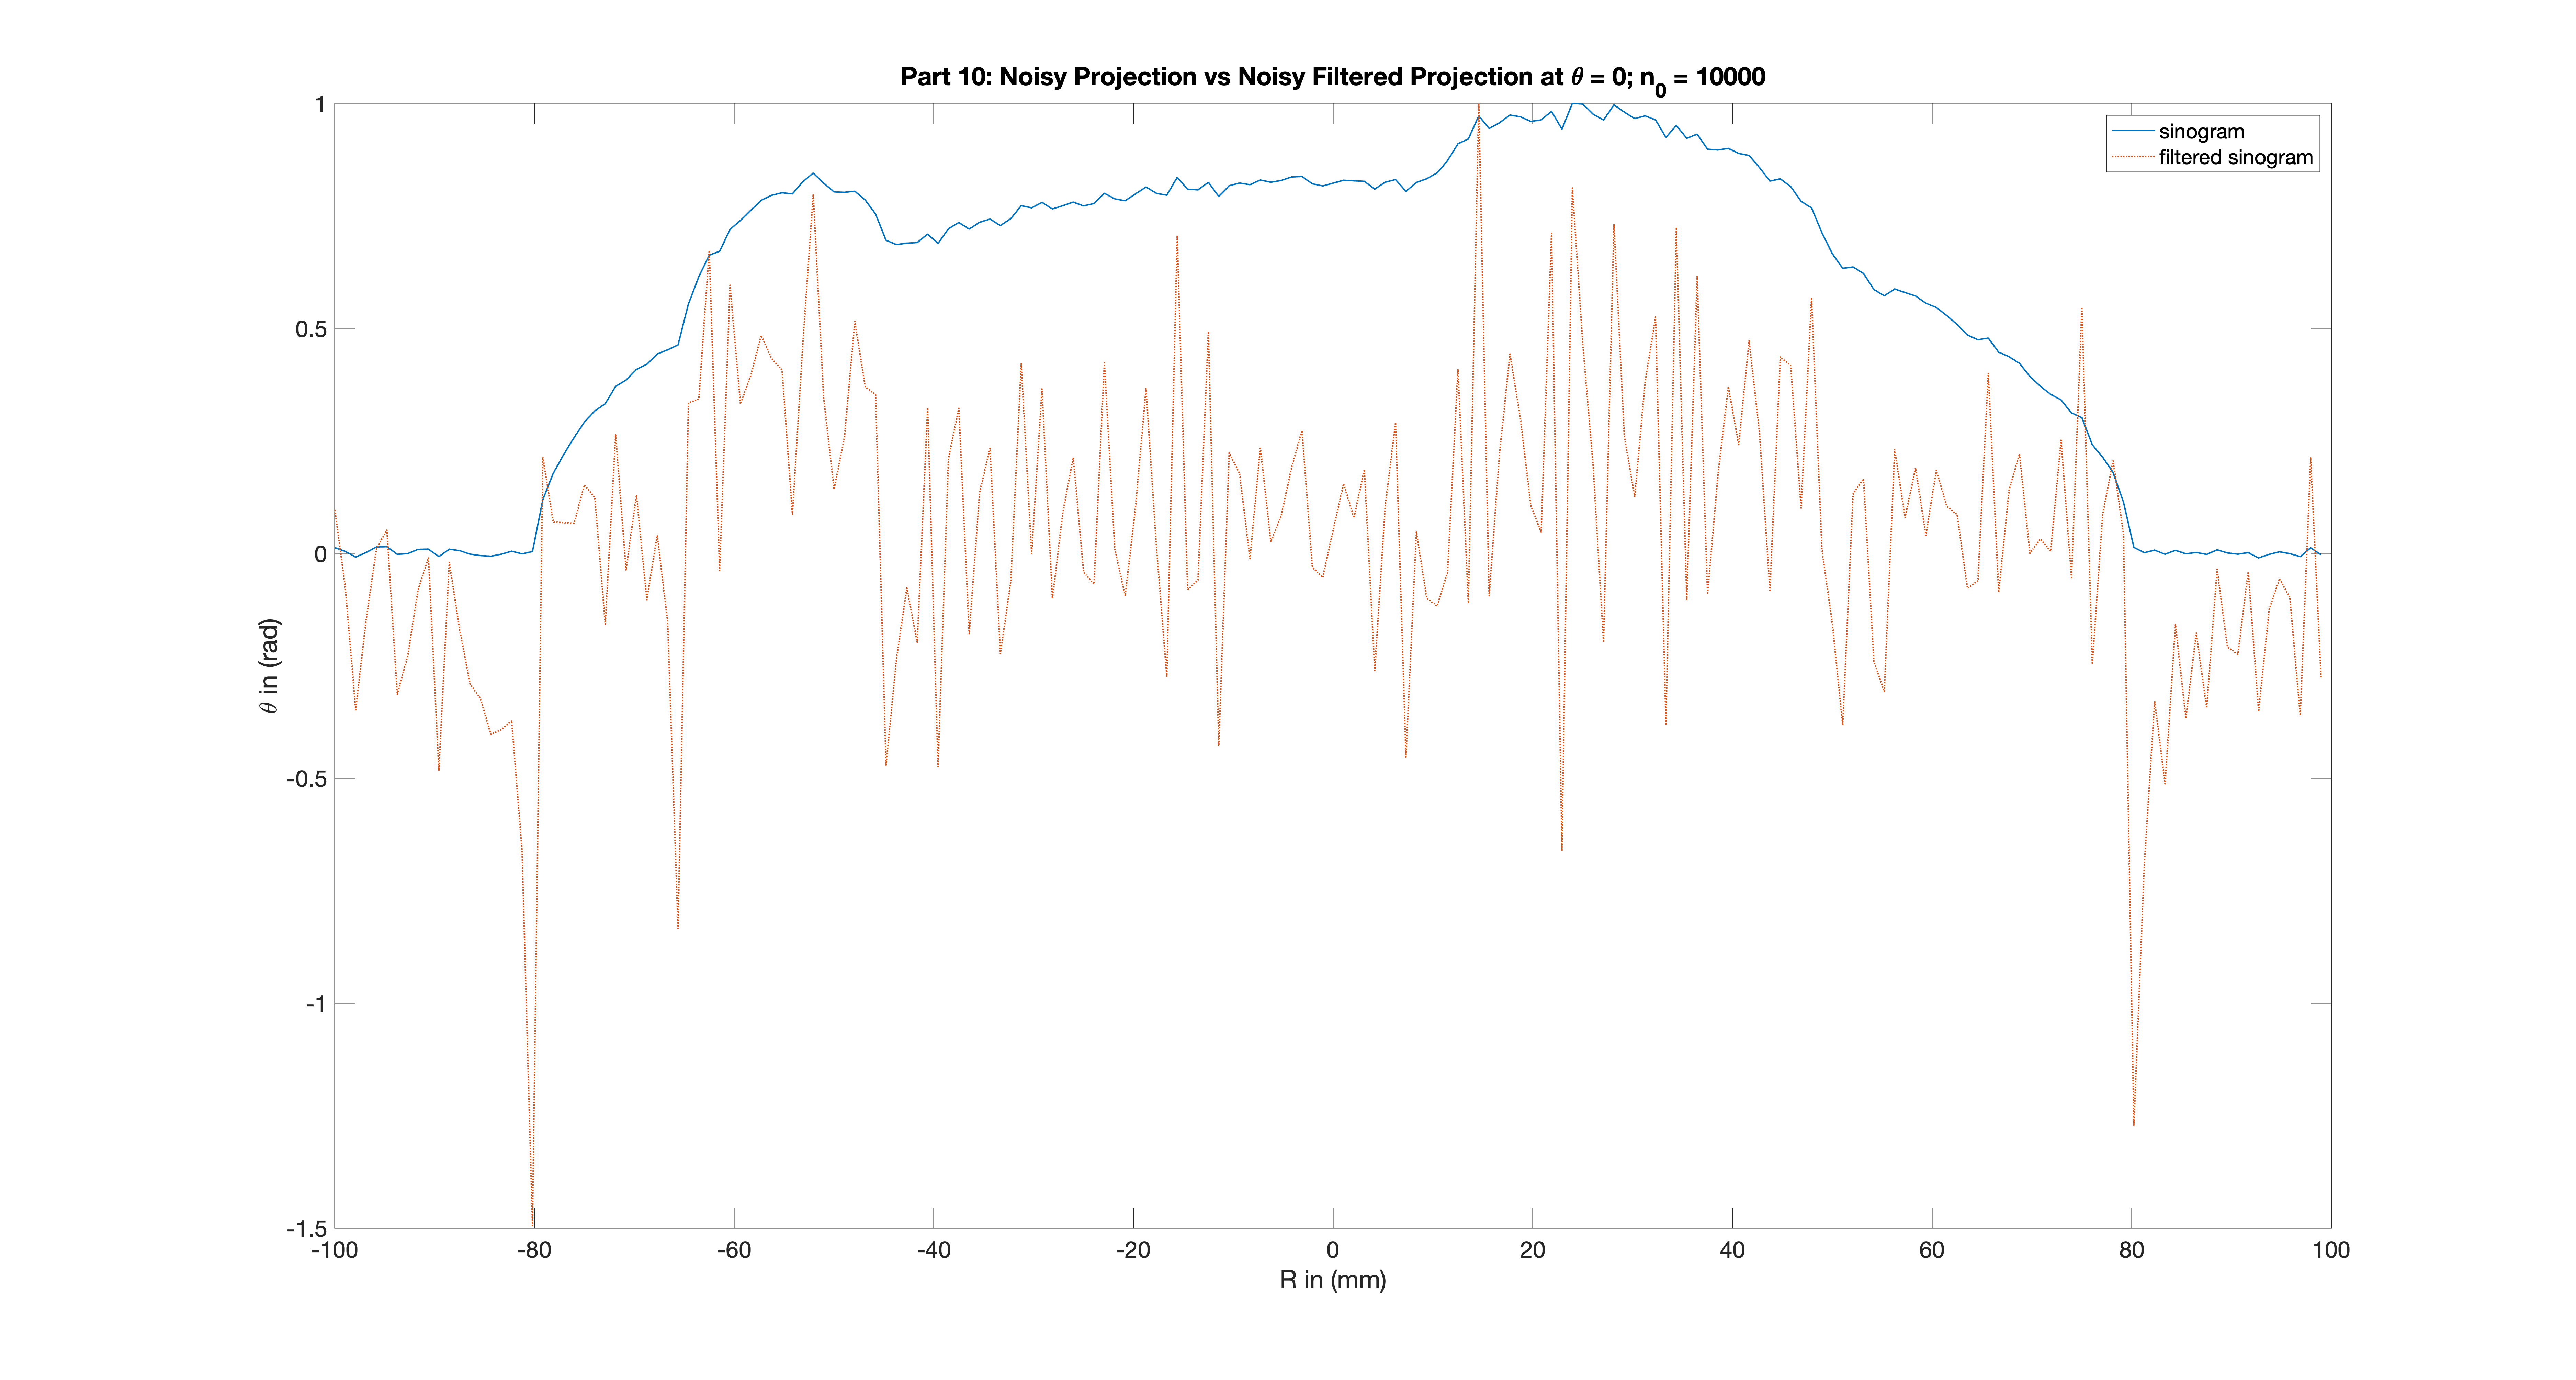 Part 10: Noisy Projection vs Noisy Filtered Projection at θ = 0; n0 = 10000
sinogram
filtered sinogram
1
0.5
0
-0.5
-1
-1.5
θ in (rad)
-100 -80 -60 -40 -20 0 20 40 60 80 100
R in (mm)